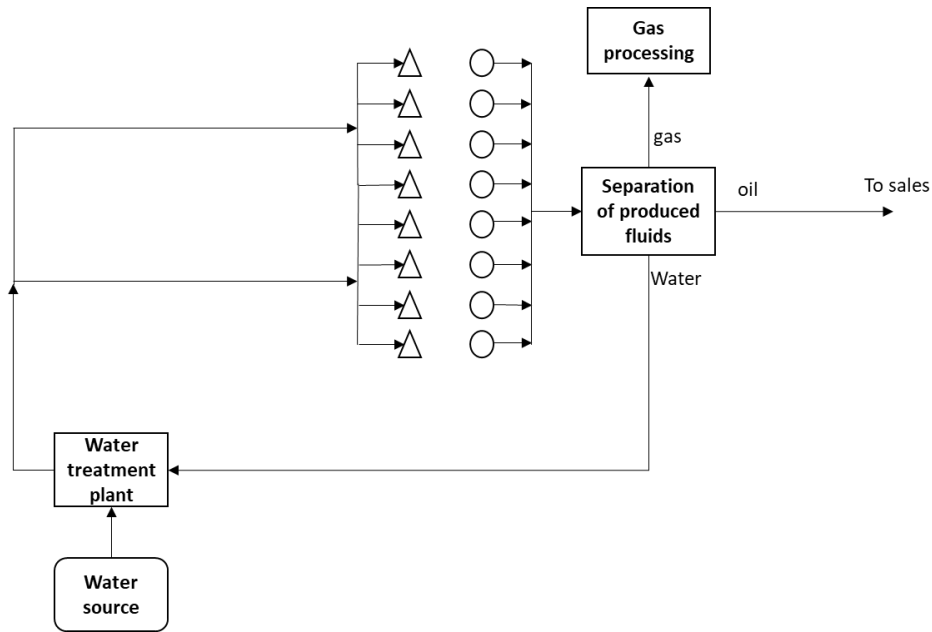 Gas
processing
gas
Separation
of produced
fluids
oil
To sales
Water
Water
treatment
plant
Water
source